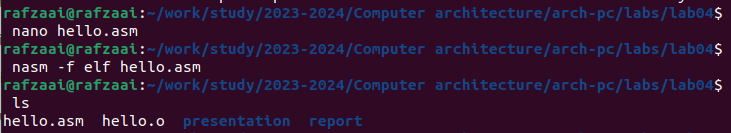 rafzaai@rafzaai:~/work/study/2023-2024/Computer architecture/arch-pc/labs/lab04$
nano hello.asm
rafzaai@rafzaai:~/work/study/2023-2024/Computer architecture/arch-pc/labs/lab04$
nasm -f elf hello.asm
rafzaai@rafzaai:~/work/study/2023-2024/Computer architecture/arch-pc/labs/lab04$
ls
hello.asm  hello.o  presentation  report